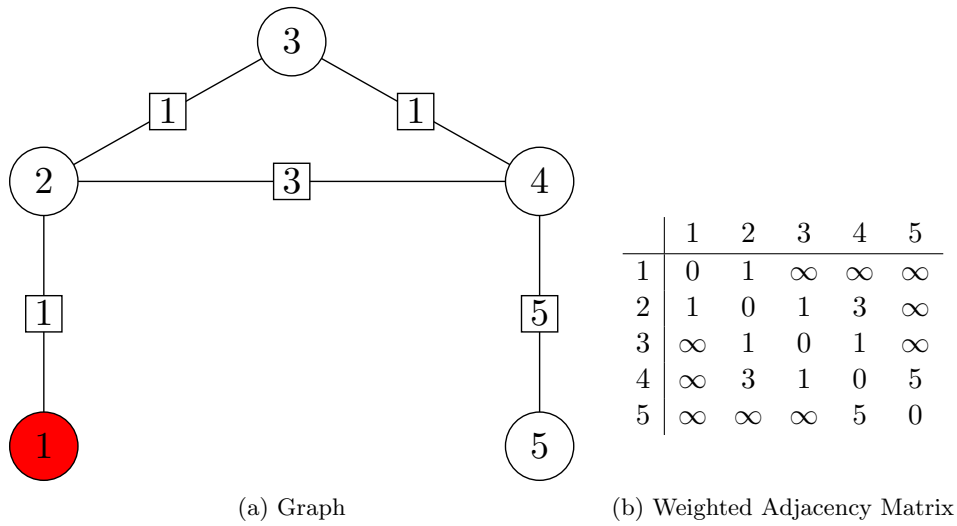 3
1
1
2
3
4
1
5
1
5
(a) Graph
1 2 3 4 5
1 0 1 ∞ ∞ ∞
2 1 0 1 3 ∞
3 ∞ 1 0 1 ∞
4 ∞ 3 1 0 5
5 ∞ ∞ ∞ 5 0
(b) Weighted Adjacency Matrix